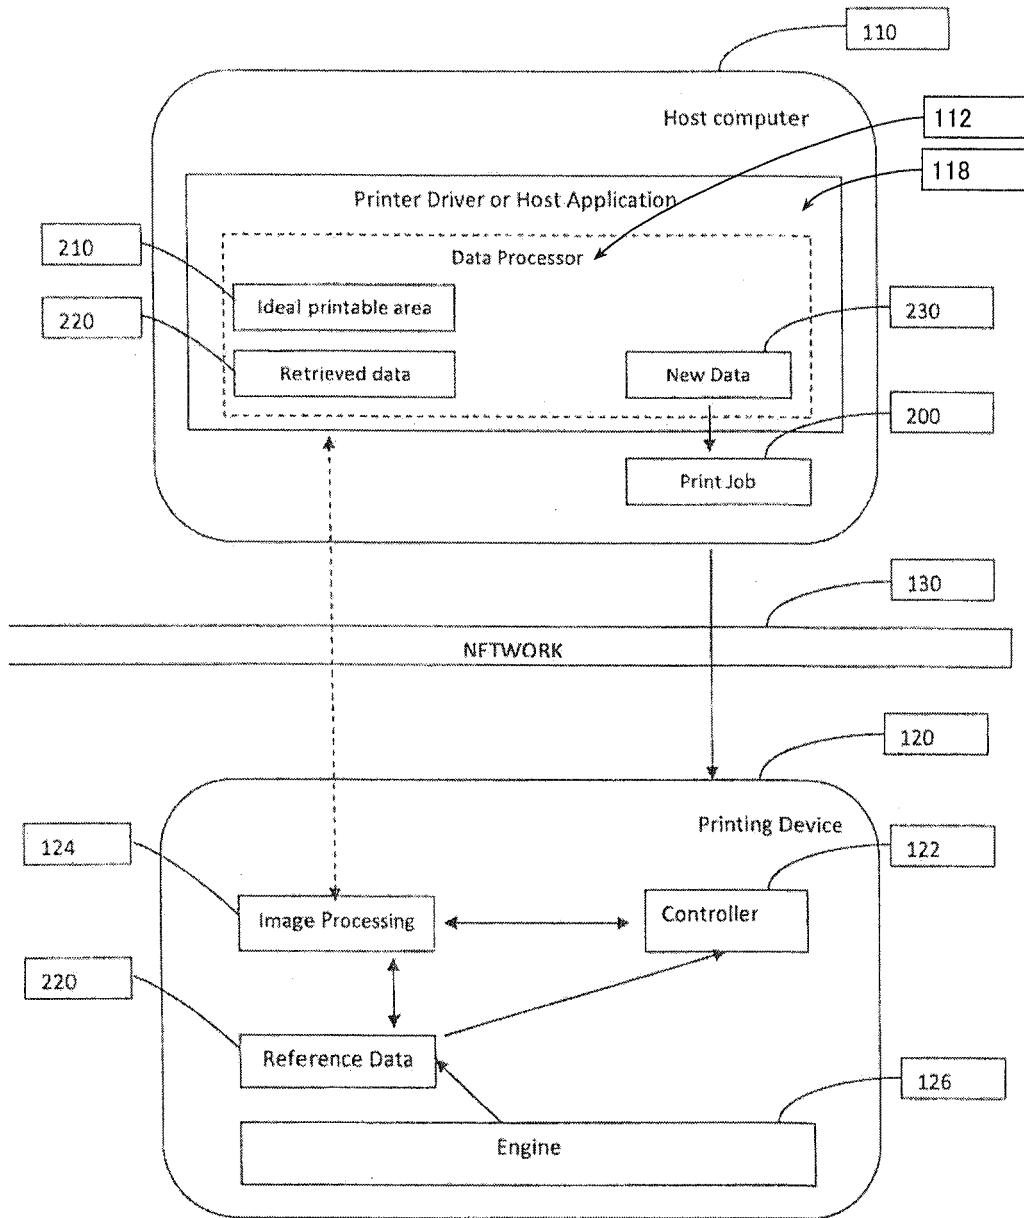 110
Host computer
112
118
Printer Driver or Host Application
210
Data Processor
Ideal printable area
220
230
Retrieved data
New Data
200
Print Job
130
NETWORK
120
Printing Device
124
122
Image Processing
Controller
220
Reference Data
126
Engine